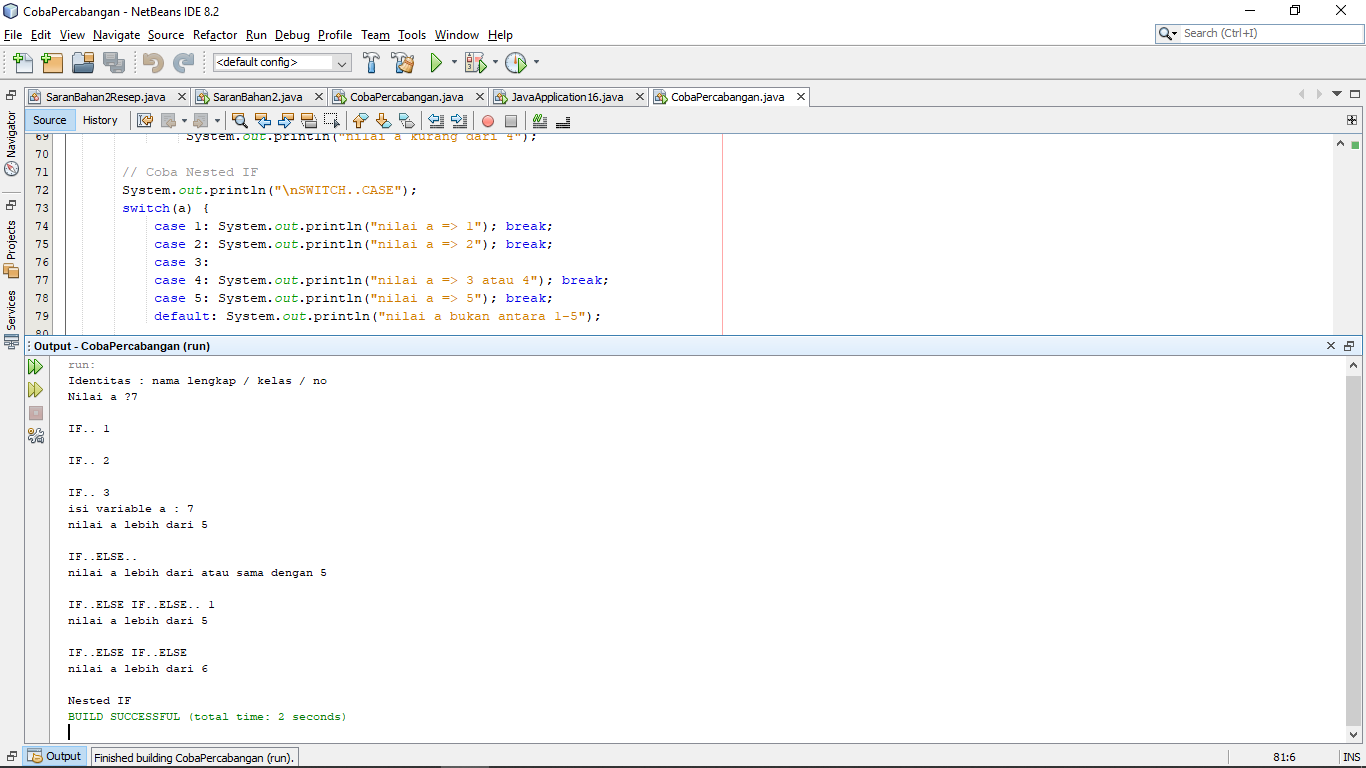 CobaPercabangan - NetBeans IDE 8.2
File Edit View Navigate Source Refactor Run Debug Profile Team Tools Window Help
Search (Ctrl+I)
<default config>
SaranBahan2Resep.java SaranBahan2.java CobaPercabangan.java JavaApplication16.java CobaPercabangan.java
Source History
Navigator
Projects
Services
69 System.out.println("nilai a kurang dari 4");
70
71 // Coba Nested IF
72 System.out.println("\nSWITCH..CASE");
73 switch(a) {
74 case 1: System.out.println("nilai a => 1"); break;
75 case 2: System.out.println("nilai a => 2"); break;
76 case 3:
77 case 4: System.out.println("nilai a => 3 atau 4"); break;
78 case 5: System.out.println("nilai a => 5"); break;
79 default: System.out.println("nilai a bukan antara 1-5");
80
Output - CobaPercabangan (run)
run:
Identitas : nama lengkap / kelas / no
Nilai a ?7
IF.. 1
IF.. 2
IF.. 3
isi variable a : 7
nilai a lebih dari 5
IF..ELSE..
nilai a lebih dari atau sama dengan 5
IF..ELSE IF..ELSE.. 1
nilai a lebih dari 5
IF..ELSE IF..ELSE
nilai a lebih dari 6
Nested IF
BUILD SUCCESSFUL (total time: 2 seconds)
Output
Finished building CobaPercabangan (run).
81:6
INS